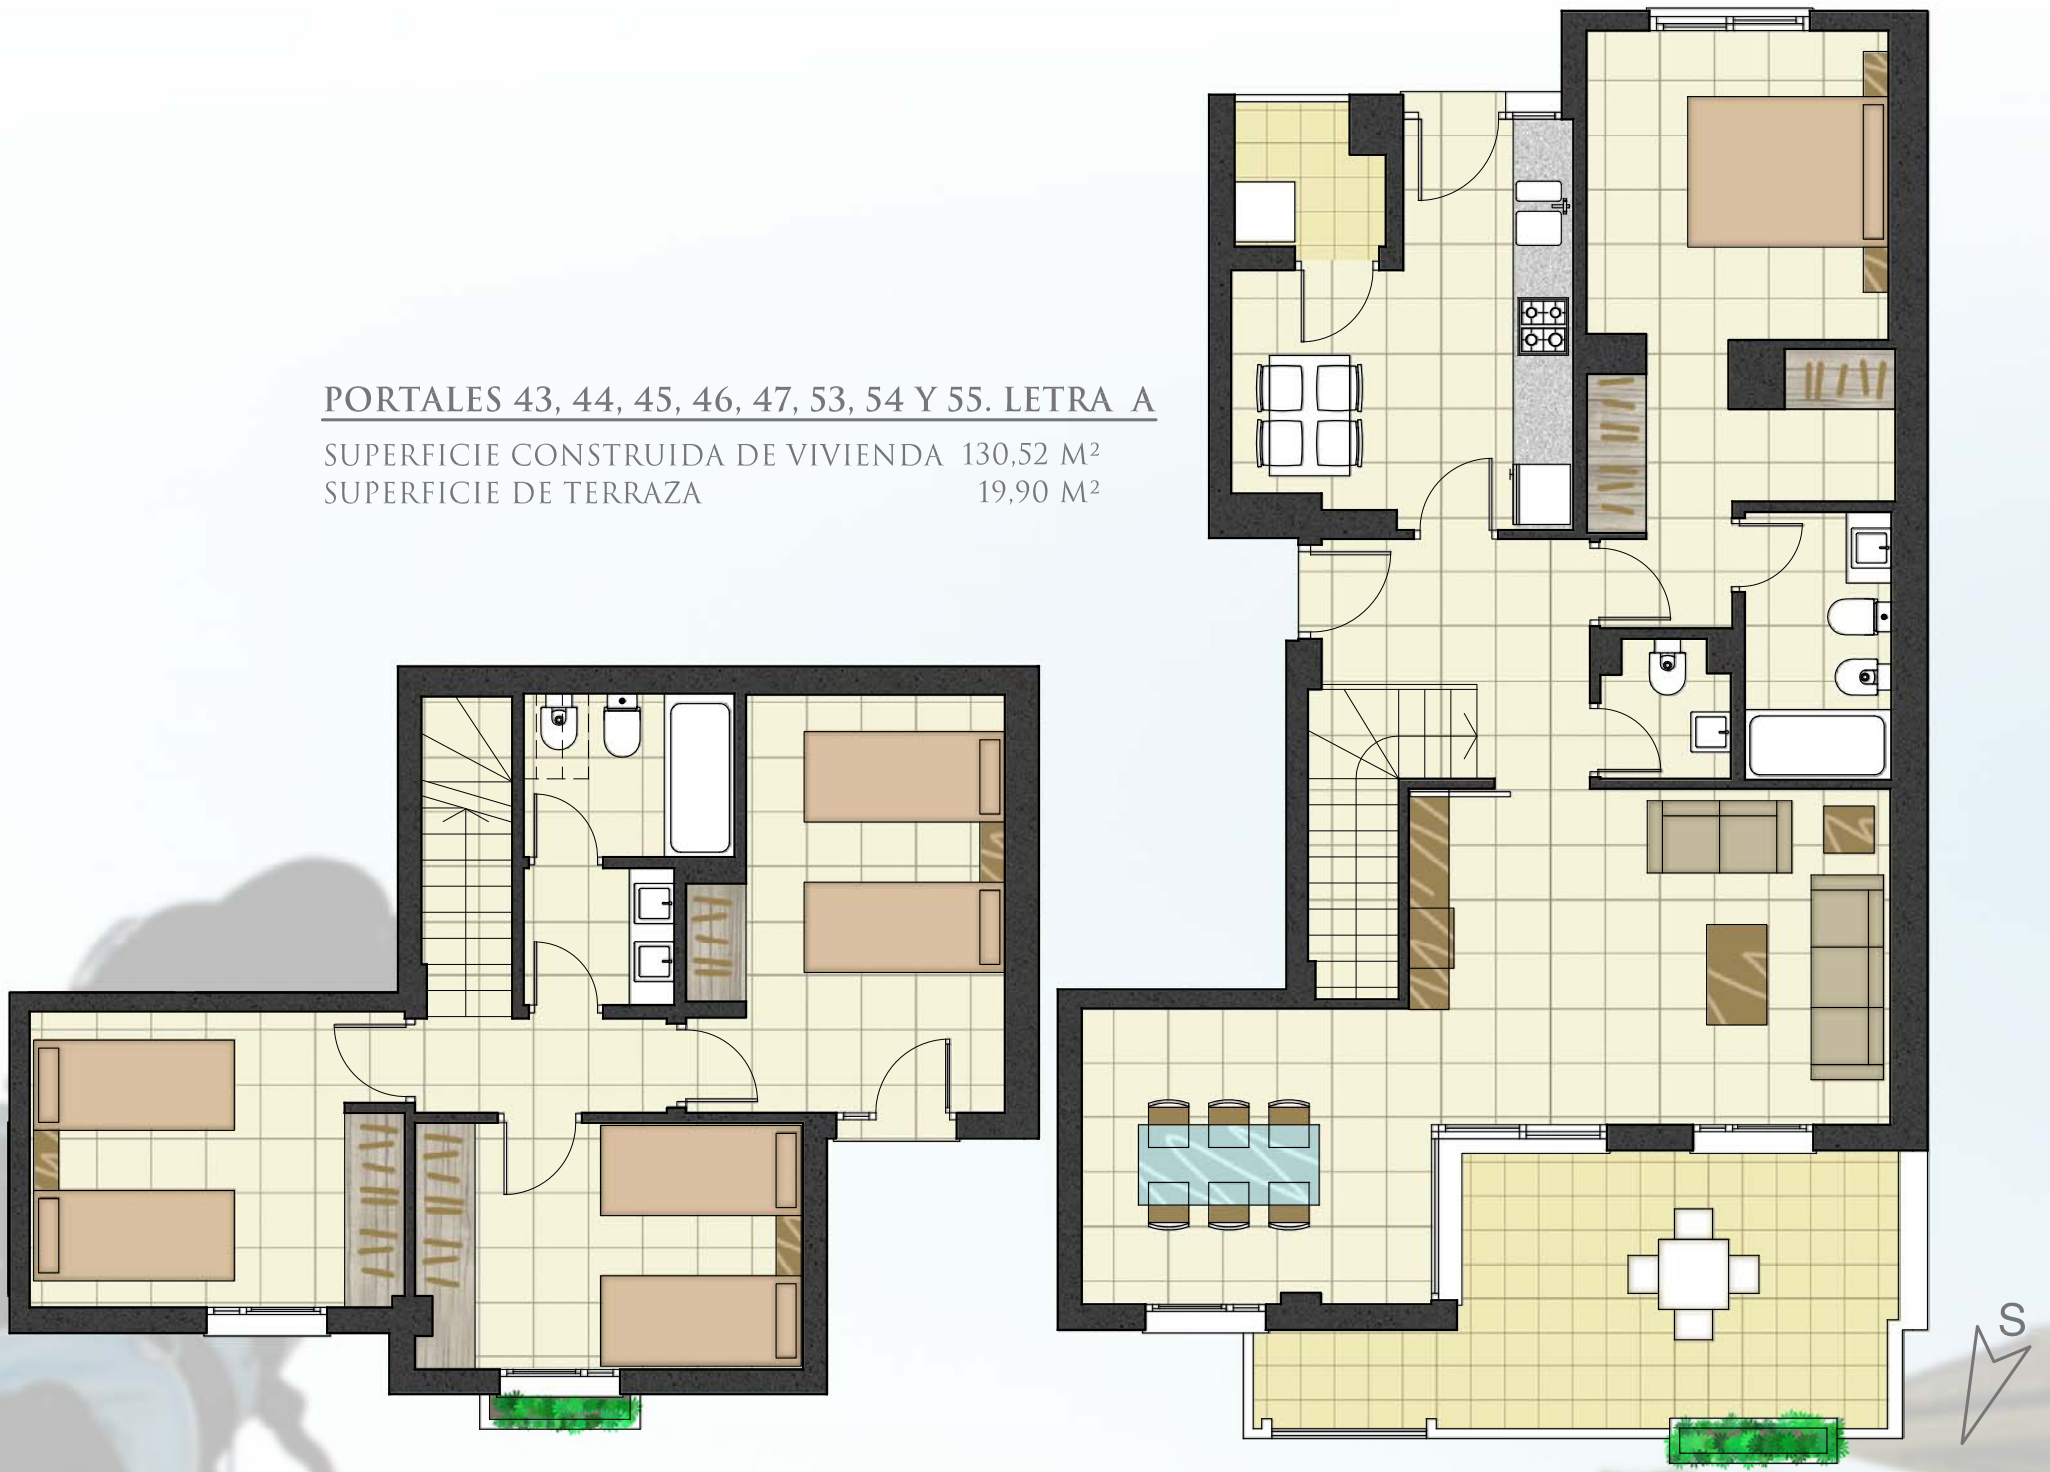 PORTALES 43, 44, 45, 46, 47, 53, 54 Y 55. LETRA A
SUPERFICIE CONSTRUIDA DE VIVIENDA 130,52 M²
SUPERFICIE DE TERRAZA 19,90 M²
S